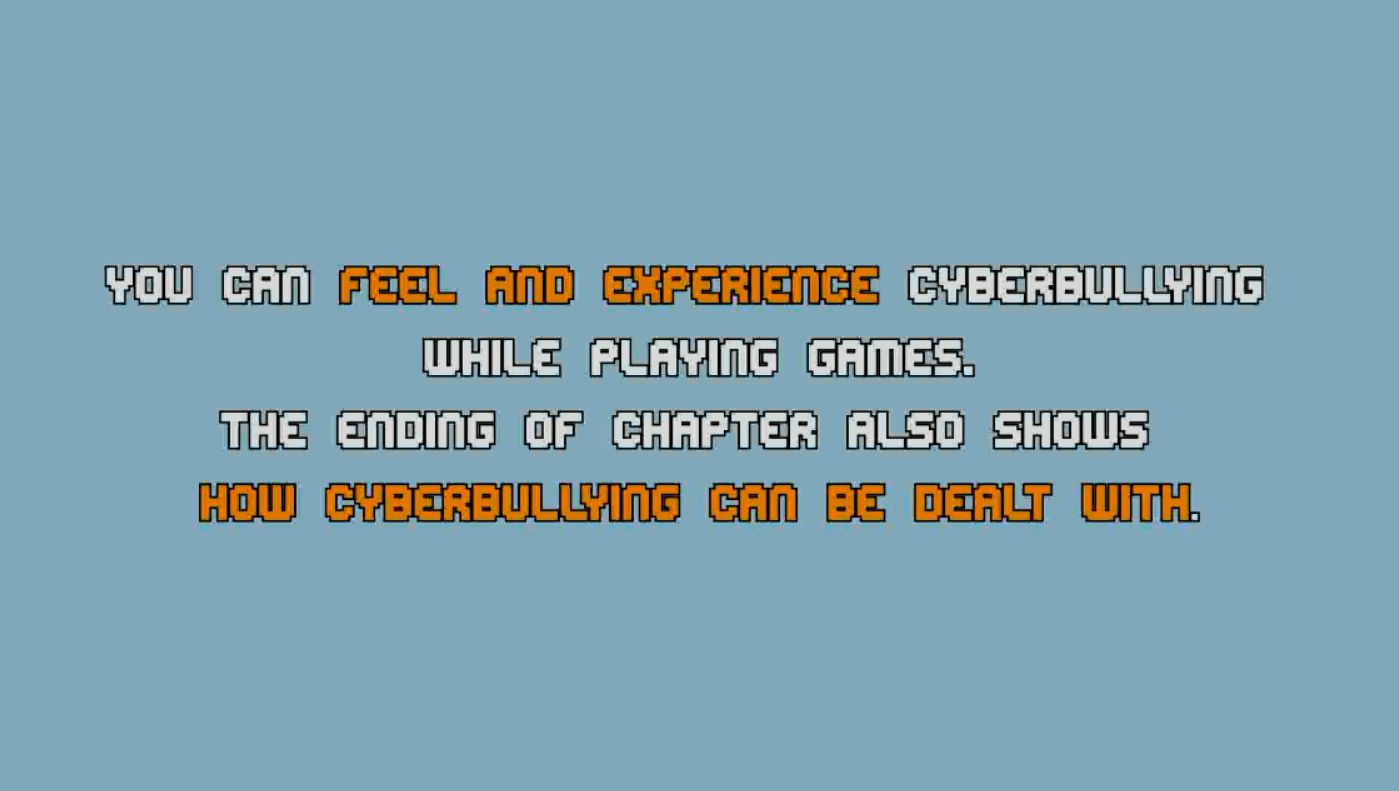 YOU CAN FEEL AND EXPERIENCE CYBERBULLYING
WHILE PLAYING GAMES.
THE ENDING OF CHAPTER ALSO SHOWS
HOW CYBERBULLYING CAN BE DEALT WITH.